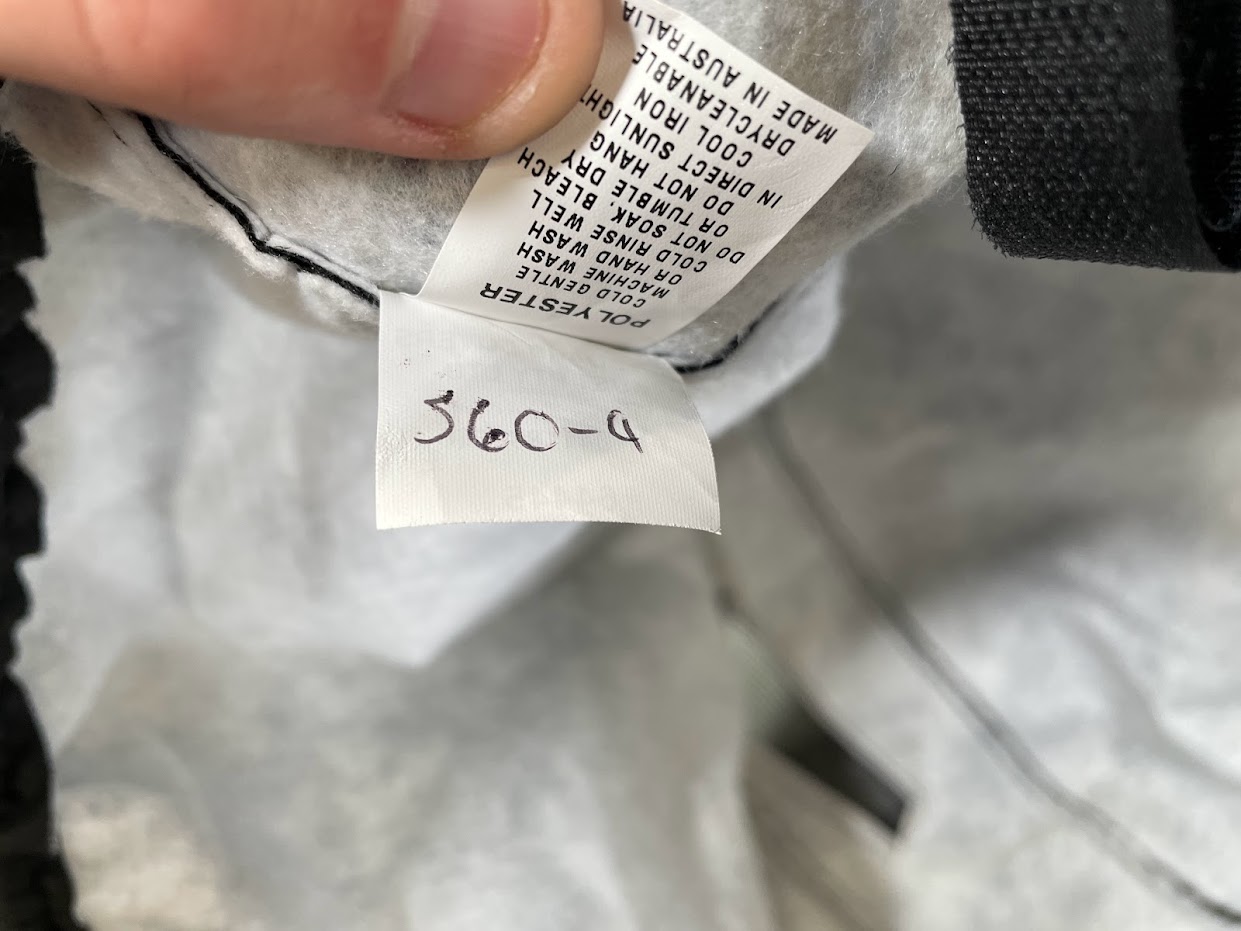 POLYESTER
COLD GENTLE
MACHINE WASH
OR HAND WASH
COLD RINSE WELL
DO NOT SOAK, BLEACH
OR TUMBLE DRY
DO NOT HANG
IN DIRECT SUNLIGHT
COOL IRON
DRYCLEANABLE
MADE IN AUSTRALIA
560-4